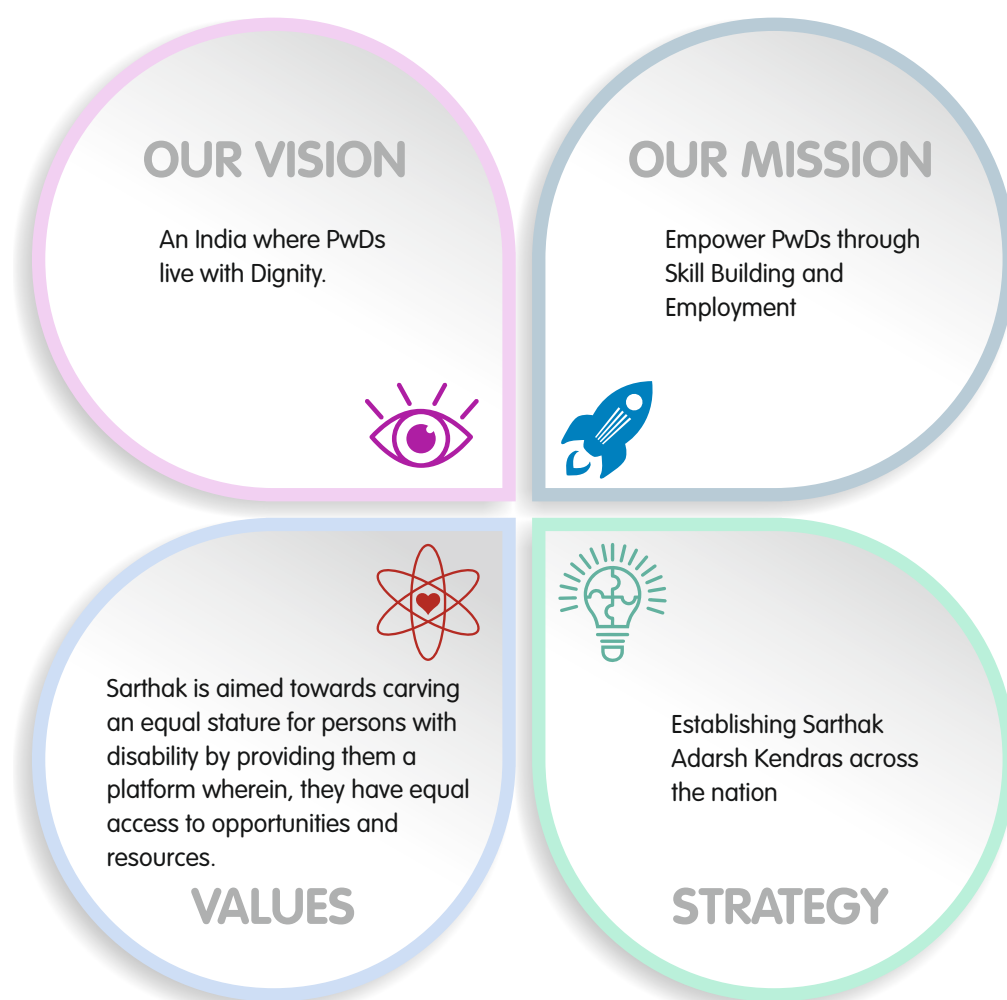 OUR VISION
An India where PwDs
live with Dignity.
OUR MISSION
Empower PwDs through
Skill Building and
Employment
Sarthak is aimed towards carving
an equal stature for persons with
disability by providing them a
platform wherein, they have equal
access to opportunities and
resources.
VALUES
Establishing Sarthak
Adarsh Kendras across
the nation
STRATEGY